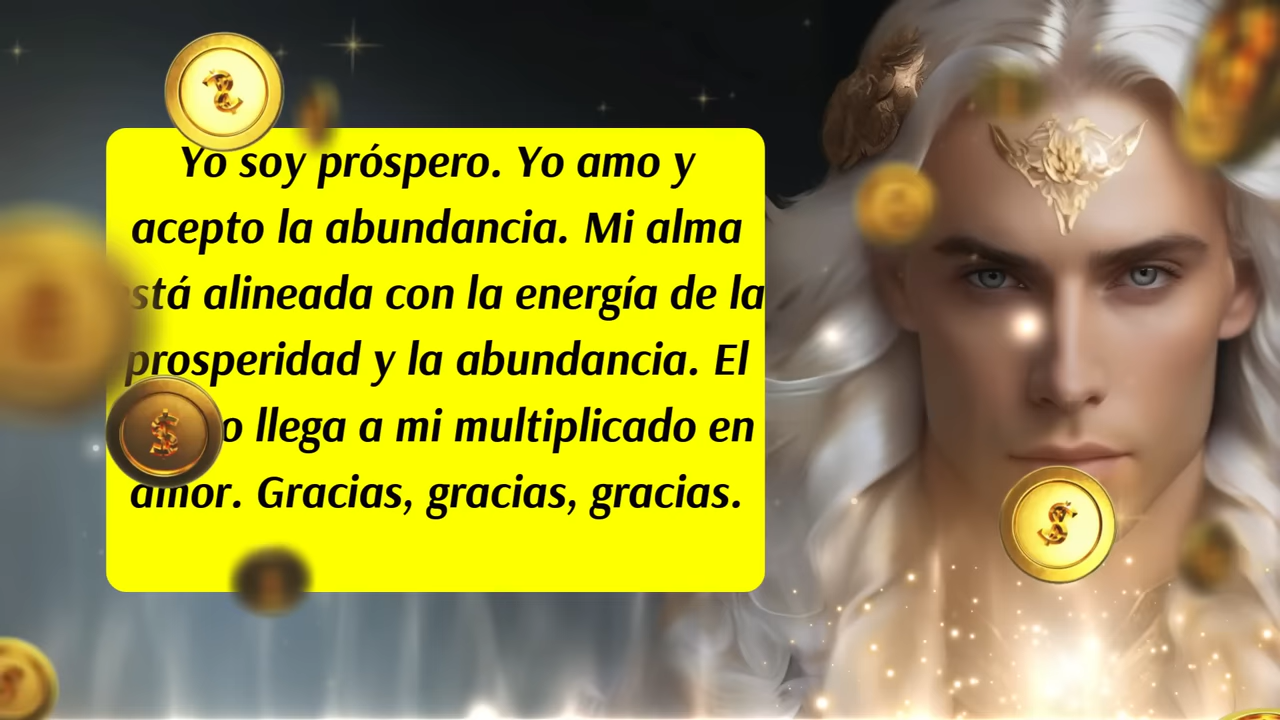 Yo soy próspero. Yo amo y
acepto la abundancia. Mi alma
está alineada con la energía de la
prosperidad y la abundancia. El
llega a mi multiplicado en
amor. Gracias, gracias, gracias.